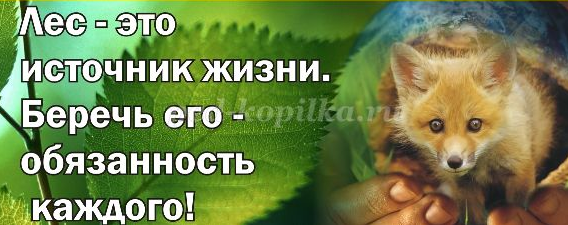 Лес - это
источник жизни.
Беречь его -
обязанность
каждого!